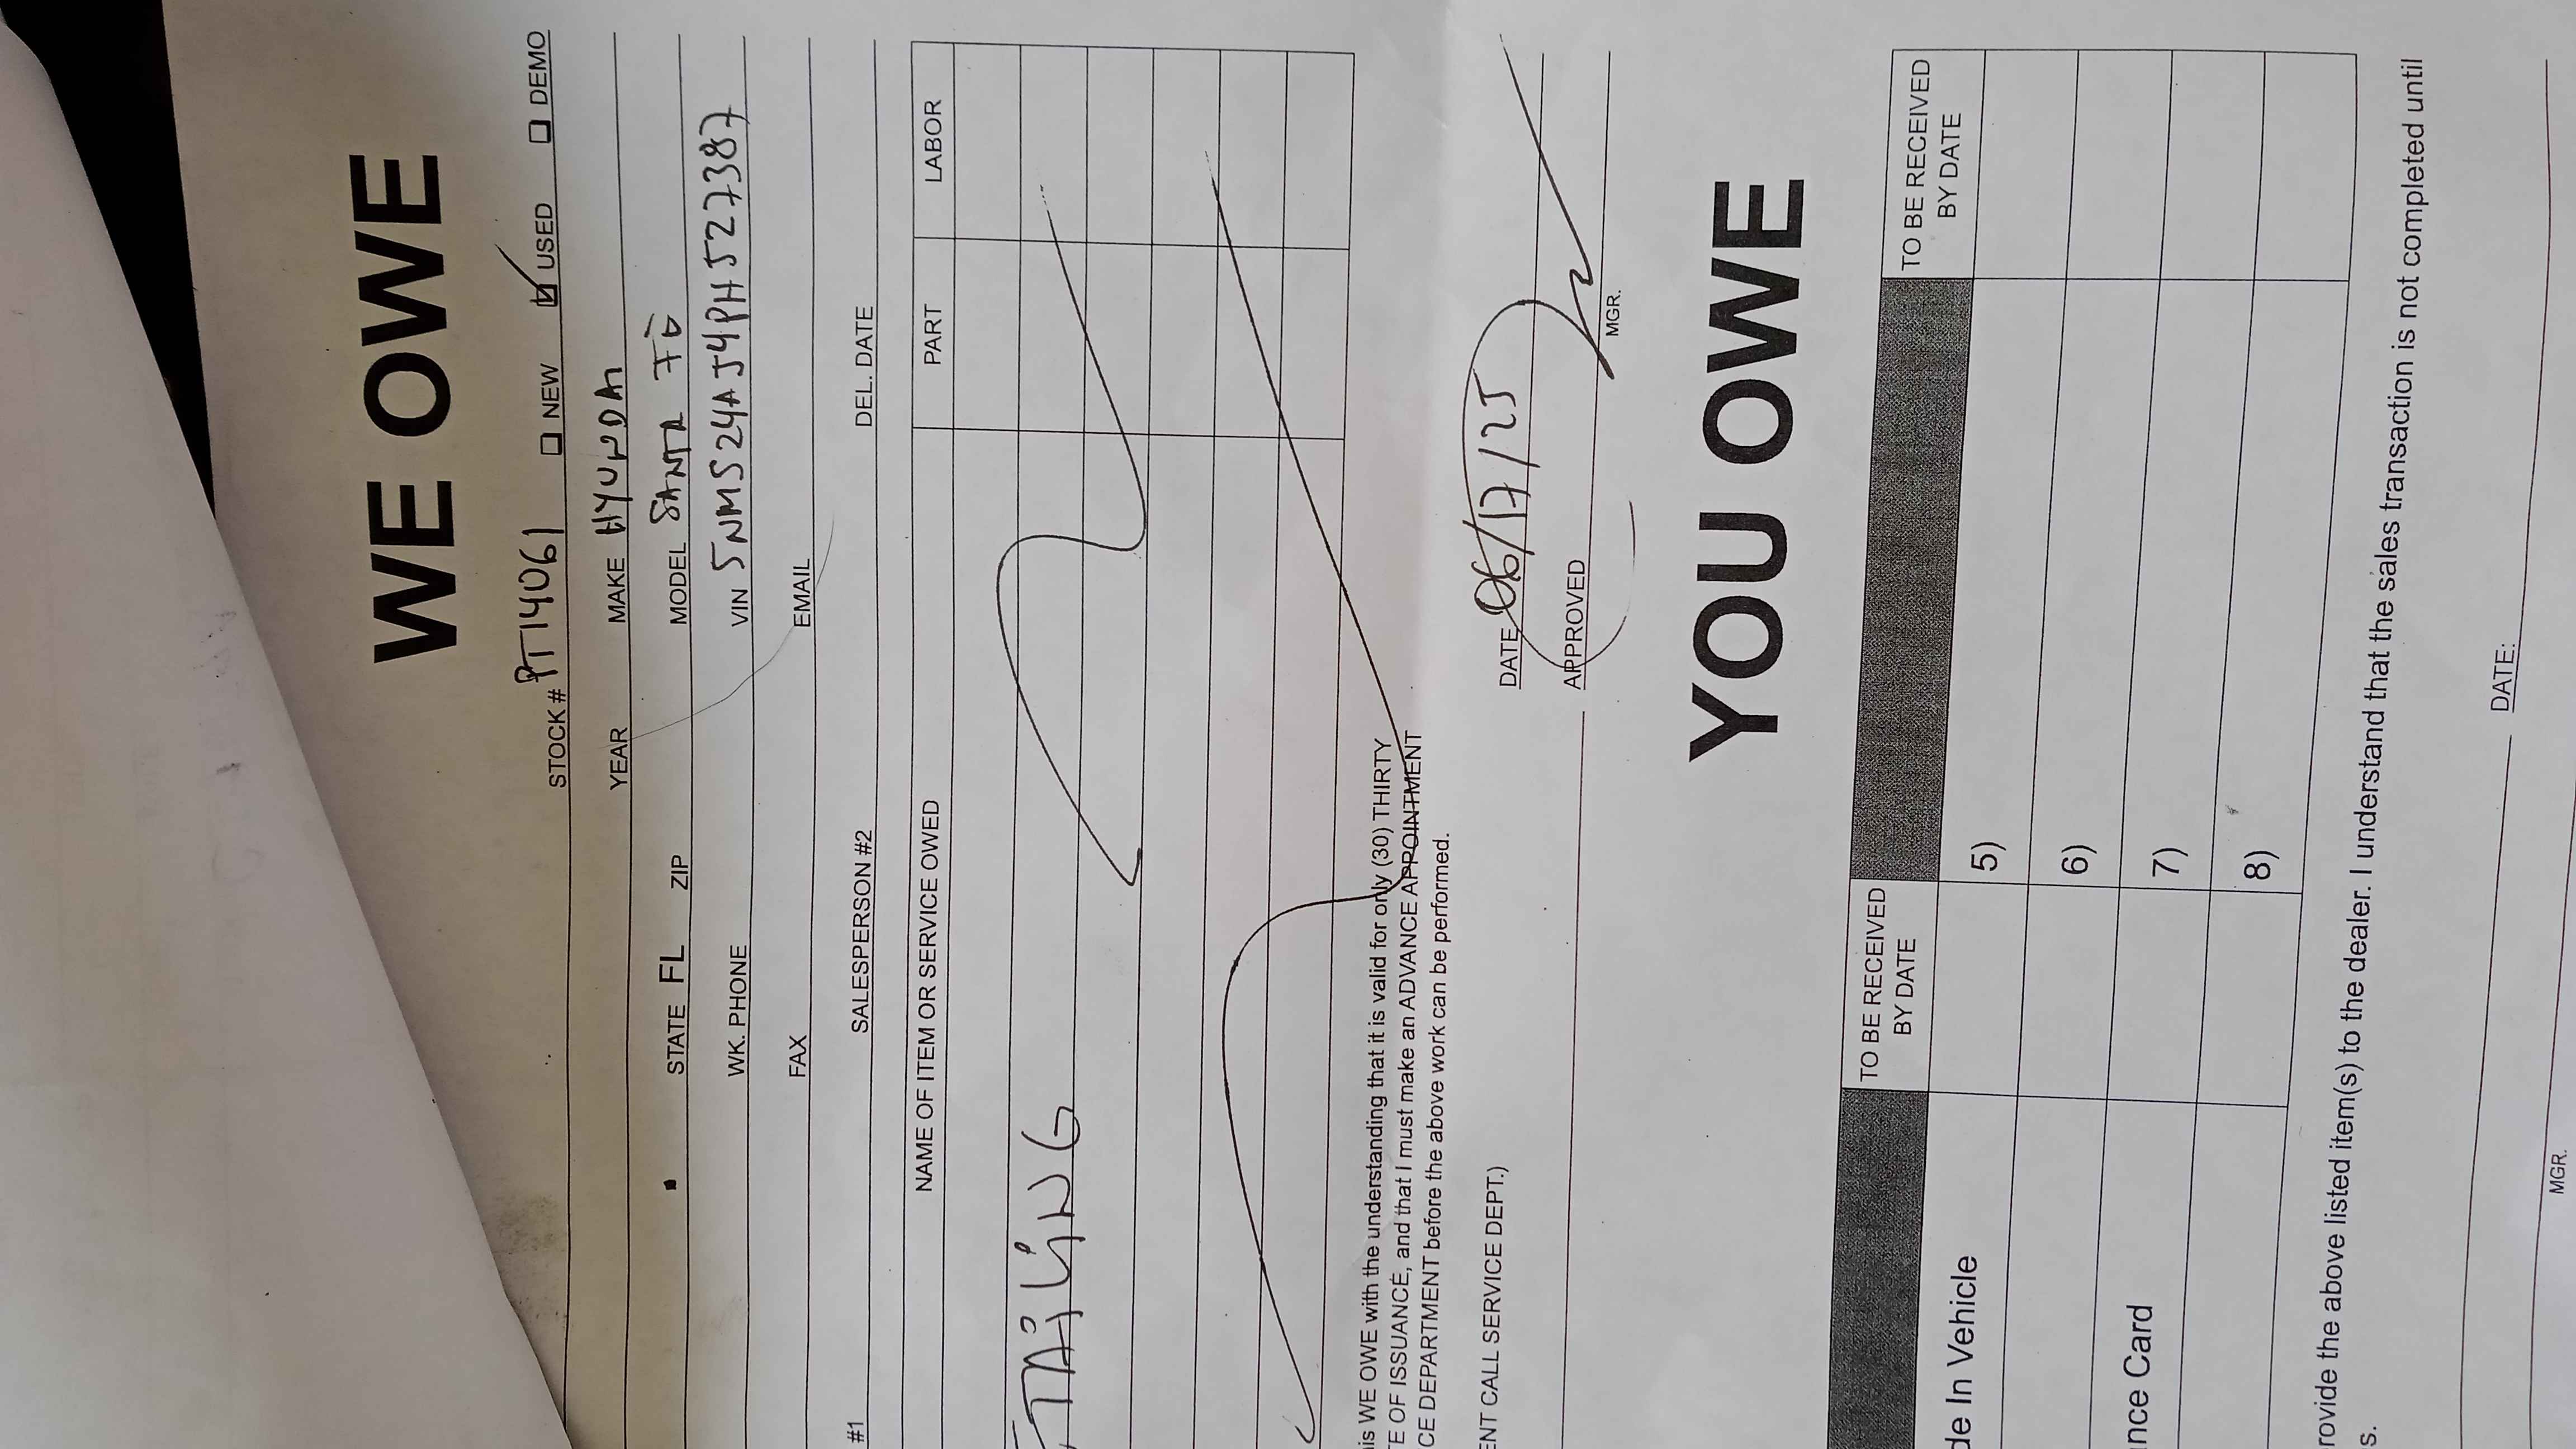 WE OWE
STOCK # PT14061 NEW USED DEMO
YEAR MAKE HYUNDAI
STATE FL ZIP MODEL SANTA FE
WK. PHONE VIN 5NMS24AJ4PH527387
FAX EMAIL
#1 SALESPERSON #2 DEL. DATE
NAME OF ITEM OR SERVICE OWED PART LABOR
TAiLiNG
is WE OWE with the understanding that it is valid for only (30) THIRTY
TE OF ISSUANCE, and that I must make an ADVANCE APPOINTMENT
CE DEPARTMENT before the above work can be performed.
DATE 06/17/25
ENT CALL SERVICE DEPT.)
APPROVED
MGR.
YOU OWE
TO BE RECEIVED BY DATE TO BE RECEIVED BY DATE
de In Vehicle 5)
6)
nce Card 7)
8)
rovide the above listed item(s) to the dealer. I understand that the sales transaction is not completed until
s.
DATE:
MGR.